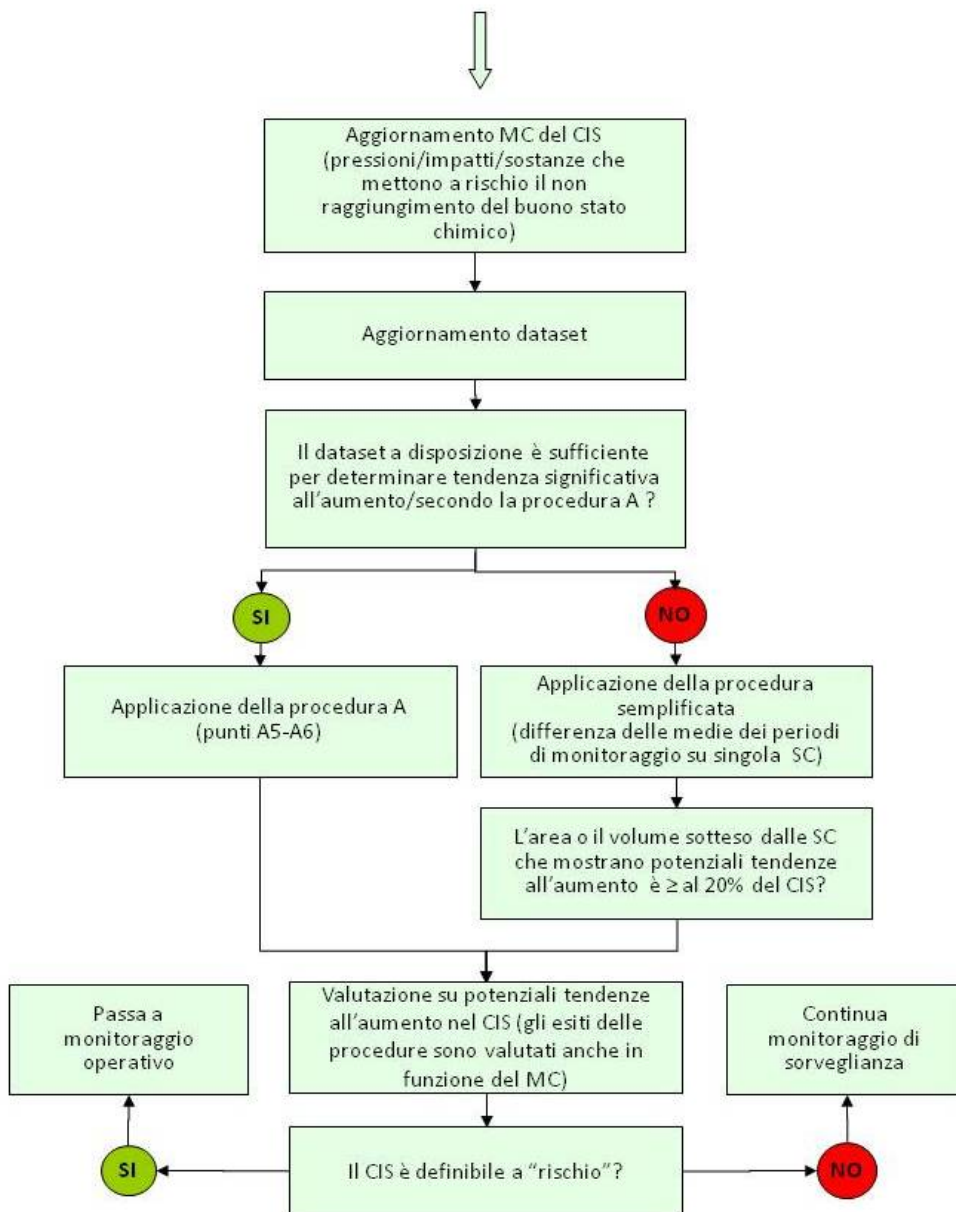 Aggiornamento MC del CIS
(pressioni/impatti/sostanze che
mettono a rischio il non
raggiungimento del buono stato
chimico)
Aggiornamento dataset
Il dataset a disposizione è sufficiente
per determinare tendenza significativa
all'aumento/secondo la procedura A ?
SI
NO
Applicazione della procedura A
(punti A5-A6)
Applicazione della procedura
semplificata
(differenza delle medie dei periodi
di monitoraggio su singola SC)
L'area o il volume sotteso dalle SC
che mostrano potenziali tendenze
all'aumento è ≥ al 20% del CIS?
Passa a
monitoraggio
operativo
Valutazione su potenziali tendenze
all'aumento nel CIS (gli esiti delle
procedure sono valutati anche in
funzione del MC)
Continua
monitoraggio di
sorveglianza
SI
Il CIS è definibile a "rischio"?
NO